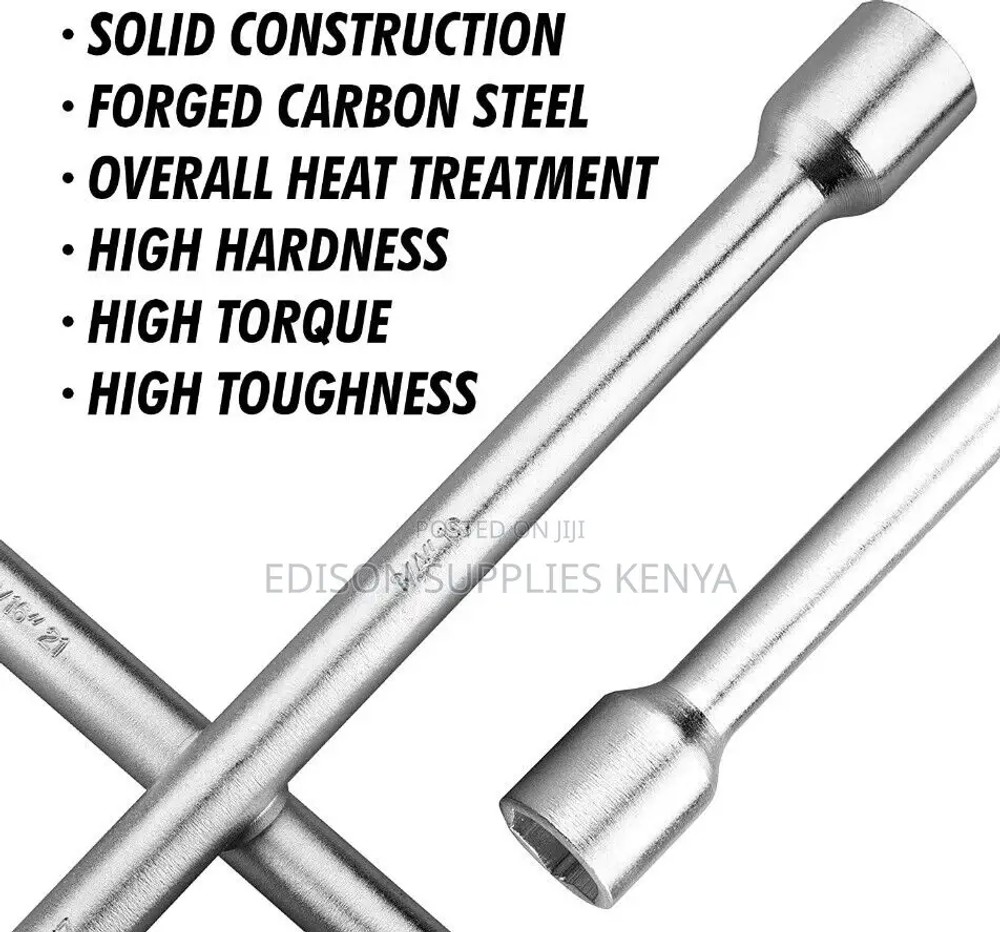 • SOLID CONSTRUCTION
• FORGED CARBON STEEL
• OVERALL HEAT TREATMENT
• HIGH HARDNESS
• HIGH TORQUE
• HIGH TOUGHNESS
POSTED ON JIJI
EDISON SUPPLIES KENYA
/16" 21